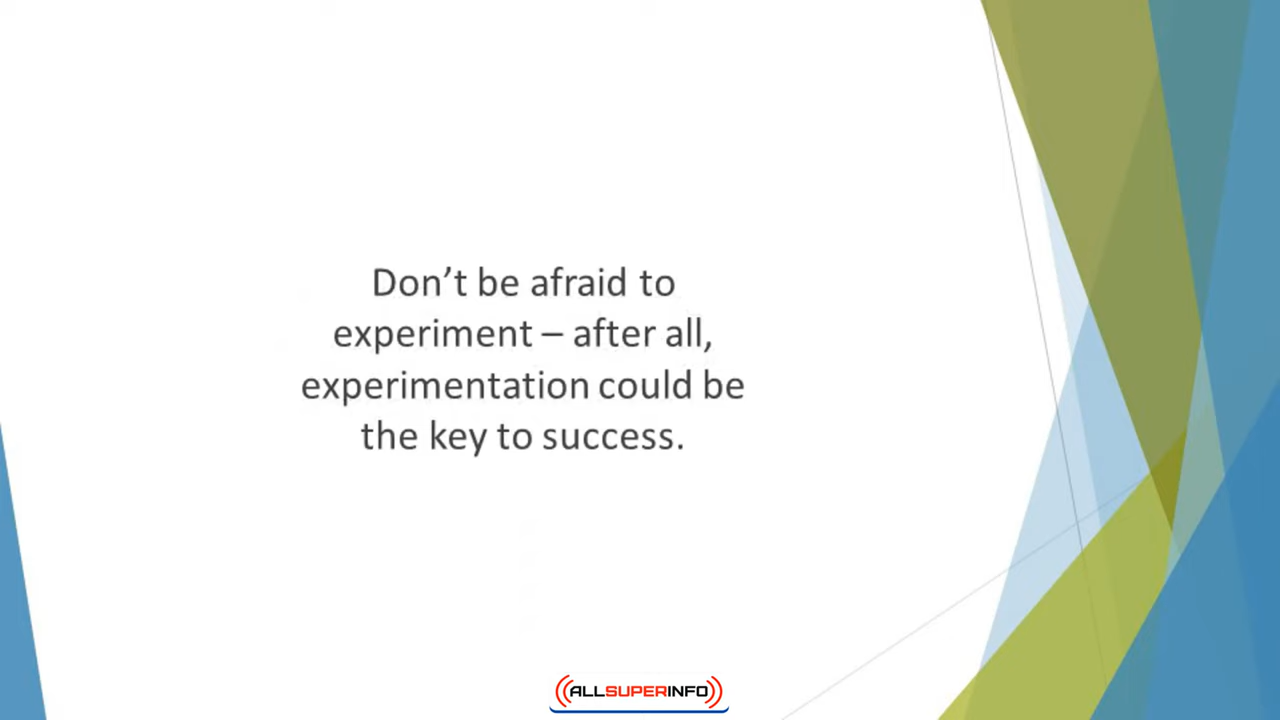 Don’t be afraid to
experiment – after all,
experimentation could be
the key to success.
ALLSUPERINFO